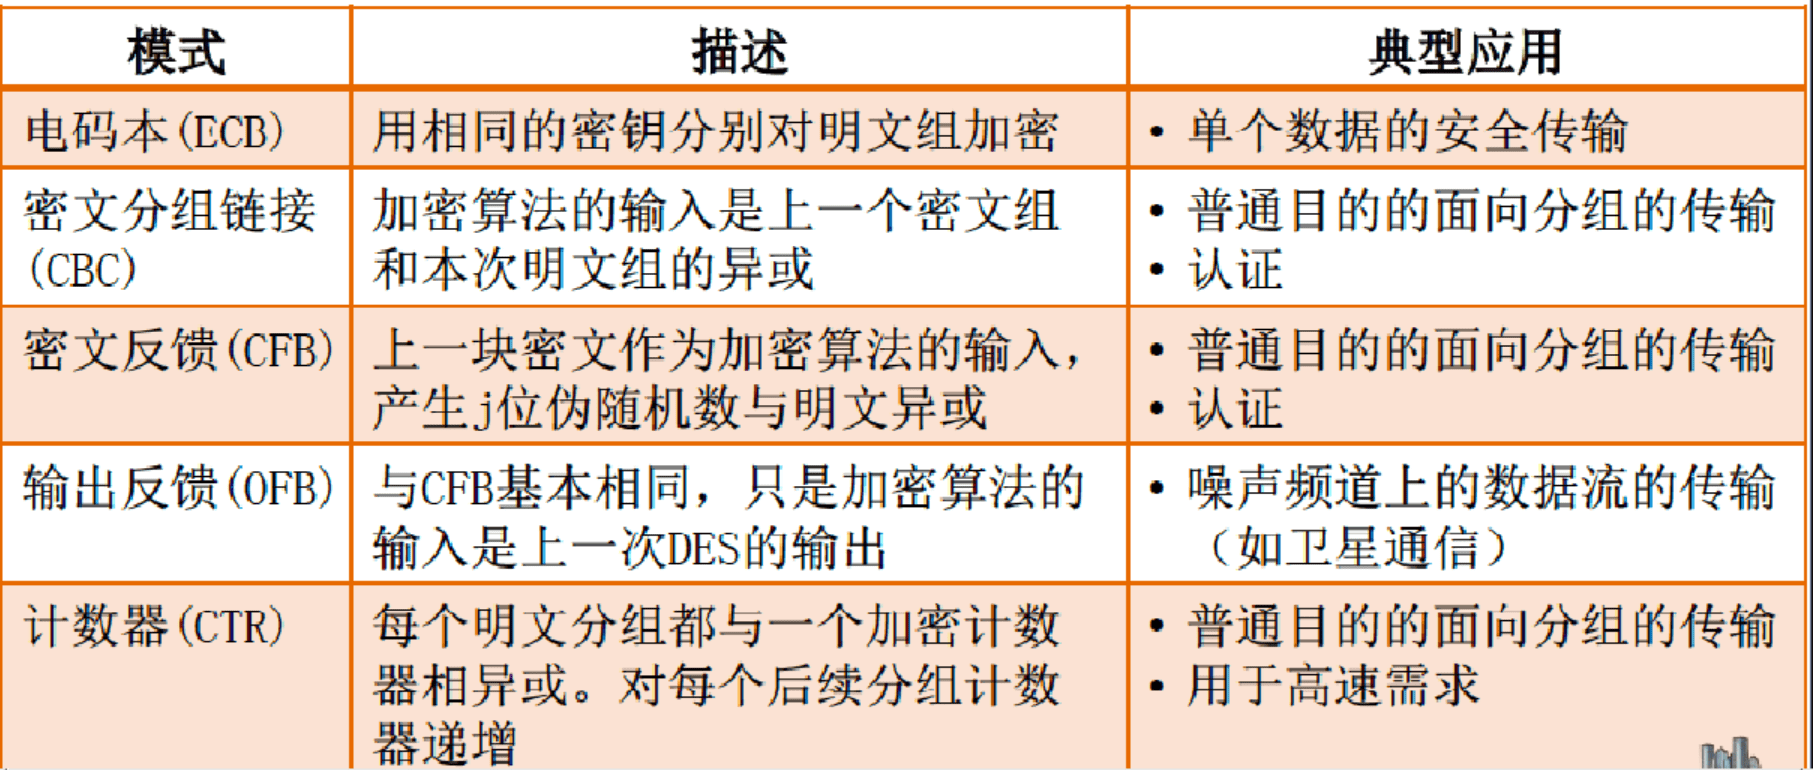 模式 描述 典型应用
电码本(ECB) 用相同的密钥分别对明文组加密 • 单个数据的安全传输
密文分组链接 加密算法的输入是上一个密文组 • 普通目的的面向分组的传输
(CBC) 和本次明文组的异或 • 认证
密文反馈(CFB) 上一块密文作为加密算法的输入， • 普通目的的面向分组的传输
产生j位伪随机数与明文异或 • 认证
输出反馈(OFB) 与CFB基本相同，只是加密算法的 • 噪声频道上的数据流的传输
输入是上一次DES的输出 （如卫星通信）
计数器(CTR) 每个明文分组都与一个加密计数 • 普通目的的面向分组的传输
器相异或。对每个后续分组计数 • 用于高速需求
器递增